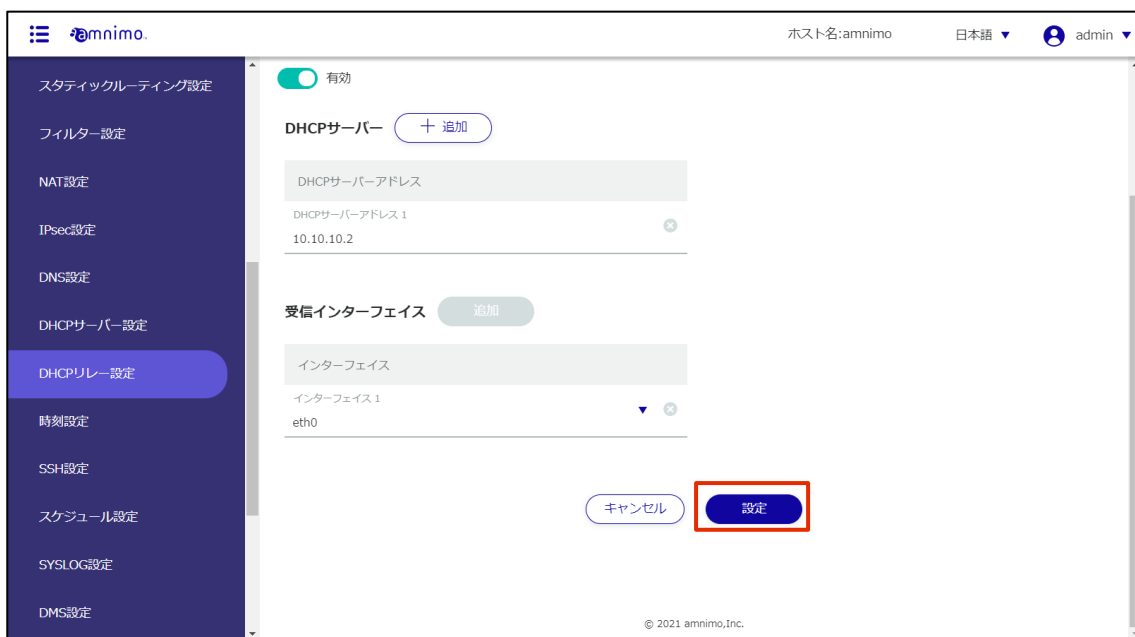 amnimo.
ホスト名:amnimo
日本語 ▼
admin ▼
スタティックルーティング設定
フィルター設定
NAT設定
IPsec設定
DNS設定
DHCPサーバー設定
DHCPリレー設定
時刻設定
SSH設定
スケジュール設定
SYSLOG設定
DMS設定
有効
DHCPサーバー
＋ 追加
DHCPサーバーアドレス
DHCPサーバーアドレス 1
10.10.10.2
受信インターフェイス
追加
インターフェイス
インターフェイス 1
eth0
キャンセル
設定
© 2021 amnimo,Inc.